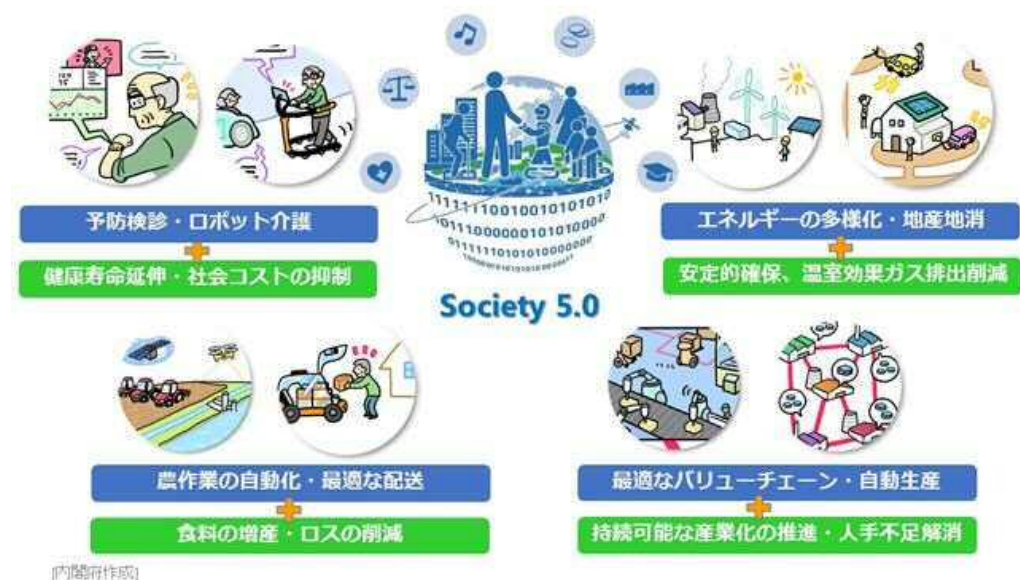 予防検診・ロボット介護
健康寿命延伸・社会コストの抑制
エネルギーの多様化・地産地消
安定的確保、温室効果ガス排出削減
11111110010010101010
1011100000101010000
Society 5.0
農作業の自動化・最適な配送
食料の増産・ロスの削減
最適なバリューチェーン・自動生産
持続可能な産業化の推進・人手不足解消
[内閣府作成]